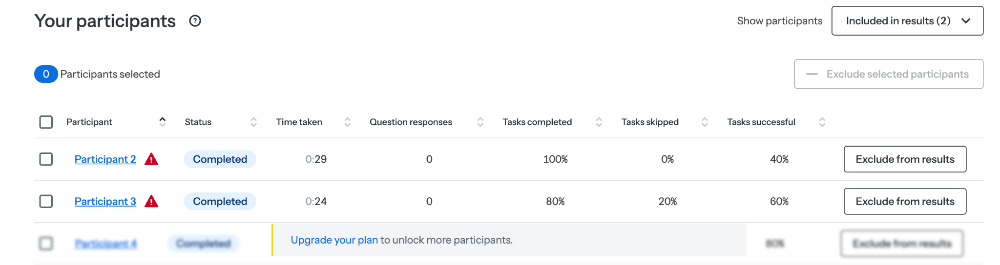 Your participants ?
Show participants Included in results (2)
0 Participants selected
Exclude selected participants
Participant Status Time taken Question responses Tasks completed Tasks skipped Tasks successful
Participant 2 Completed 0:29 0 100% 0% 40% Exclude from results
Participant 3 Completed 0:24 0 80% 20% 60% Exclude from results
Participant 4 Completed Upgrade your plan to unlock more participants. 80% Exclude from results